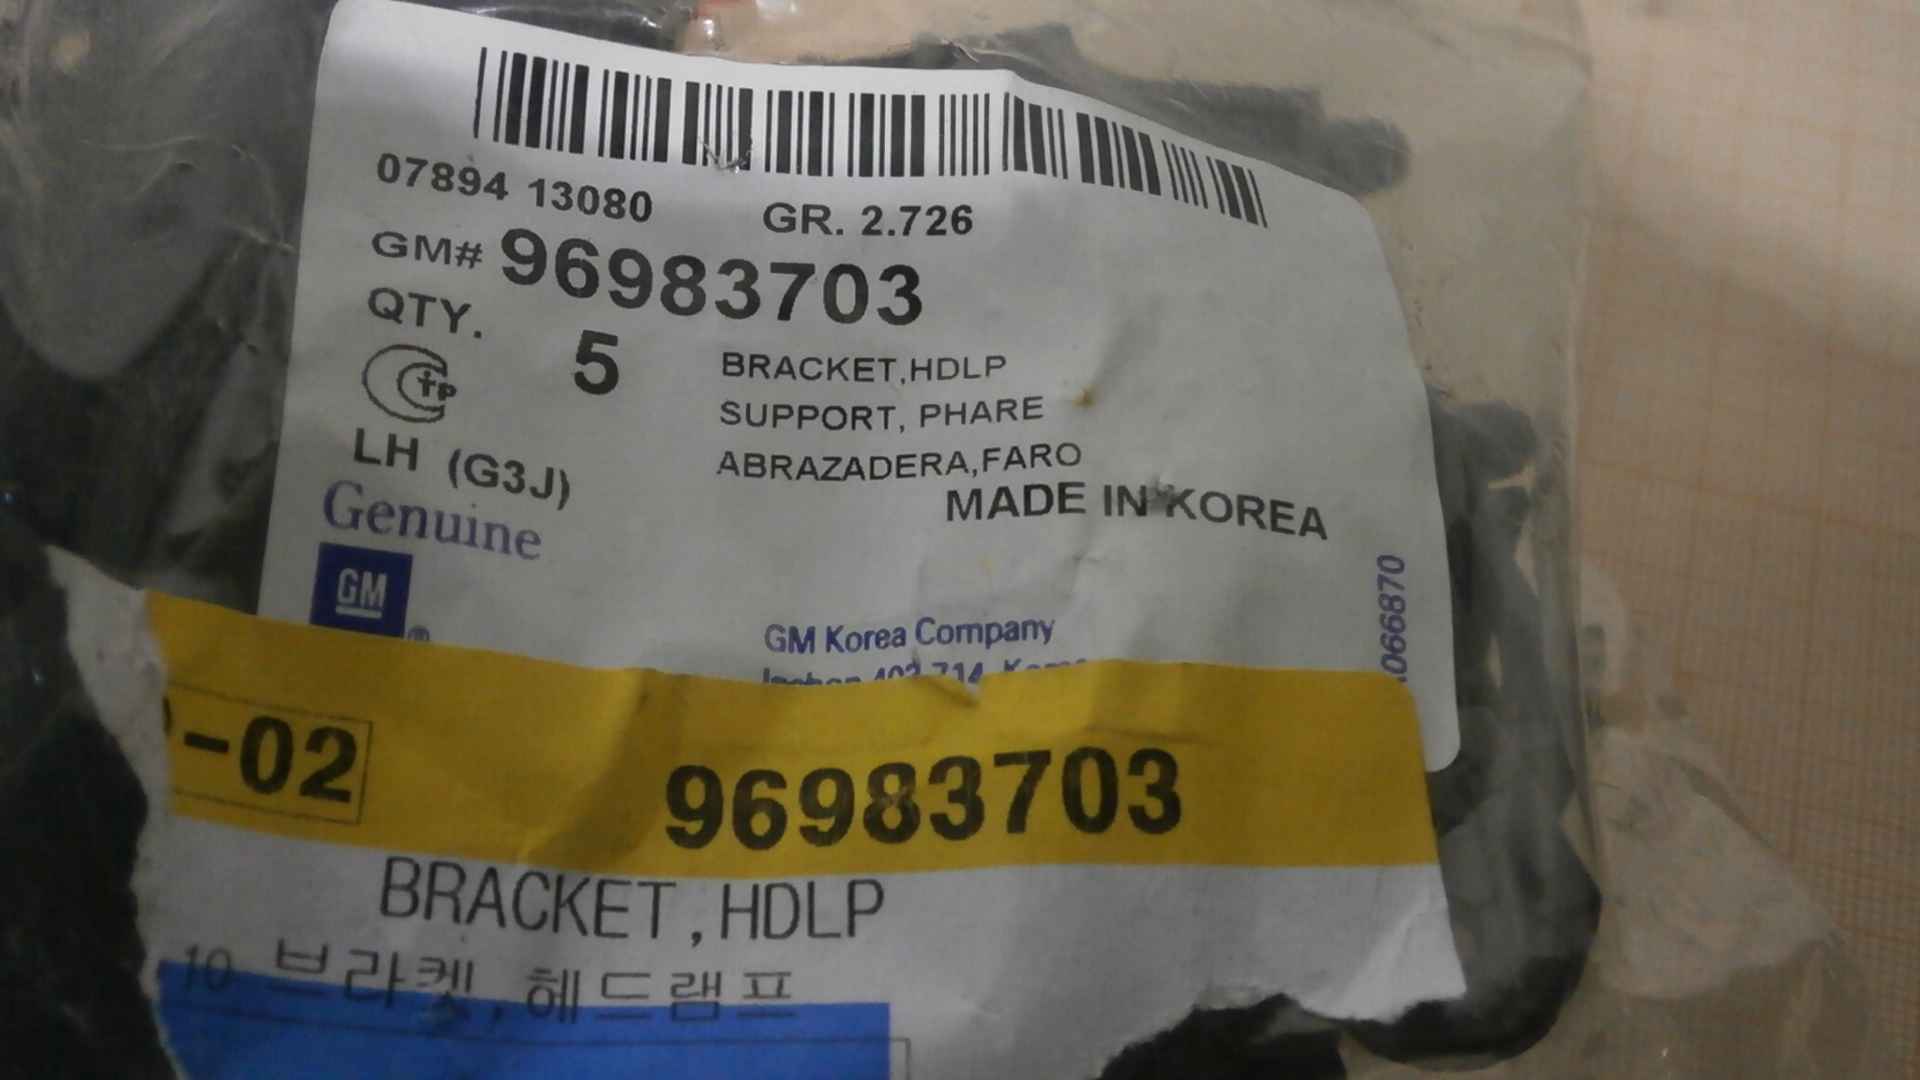 07894 13080 GR. 2.726
GM# 96983703
QTY. 5
BRACKET,HDLP
SUPPORT, PHARE
ABRAZADERA,FARO
LH (G3J)
MADE IN KOREA
Genuine
GM
GM Korea Company
066870
-02 96983703
BRACKET,HDLP
10 브라켓,헤드램프